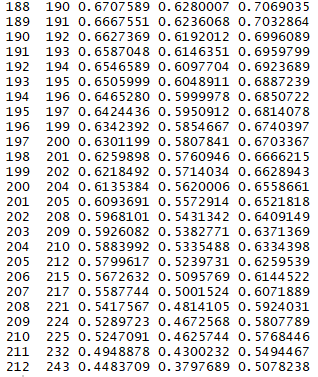 188 190 0.6707589 0.6280007 0.7069035
189 191 0.6667551 0.6236068 0.7032864
190 192 0.6627369 0.6192012 0.6996089
191 193 0.6587048 0.6146351 0.6959799
192 194 0.6546589 0.6097704 0.6923689
193 195 0.6505999 0.6048911 0.6887239
194 196 0.6465280 0.5999978 0.6850722
195 197 0.6424436 0.5950912 0.6814078
196 199 0.6342392 0.5854667 0.6740397
197 200 0.6301199 0.5807841 0.6703367
198 201 0.6259898 0.5760946 0.6666215
199 202 0.6218492 0.5714034 0.6628943
200 204 0.6135384 0.5620006 0.6558661
201 205 0.6093691 0.5572914 0.6521818
202 208 0.5968101 0.5431342 0.6409149
203 209 0.5926082 0.5382771 0.6371369
204 210 0.5883992 0.5335488 0.6334398
205 212 0.5799617 0.5239731 0.6259539
206 215 0.5672632 0.5095769 0.6144522
207 217 0.5587744 0.5001524 0.6071889
208 221 0.5417567 0.4814105 0.5924031
209 224 0.5289723 0.4672568 0.5807789
210 225 0.5247091 0.4625744 0.5768446
211 232 0.4948878 0.4300232 0.5494467
212 243 0.4483709 0.3797689 0.5078238